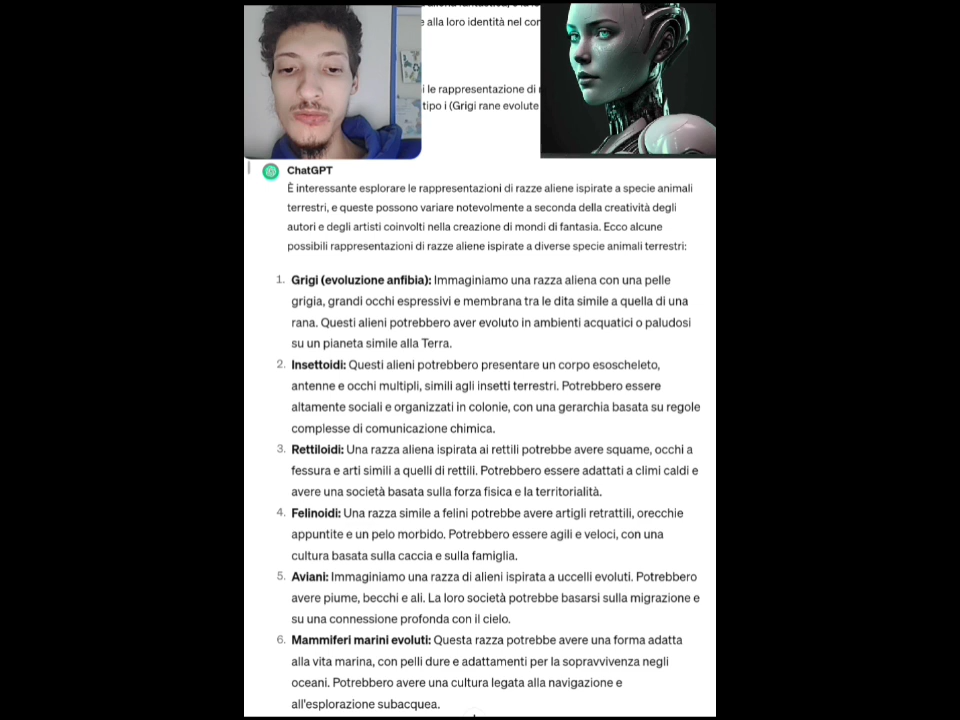 e alla loro identità nel cor
i le rappresentazione di
tipo i (Grigi rane evolute
ChatGPT
È interessante esplorare le rappresentazioni di razze aliene ispirate a specie animali
terrestri, e queste possono variare notevolmente a seconda della creatività degli
autori e degli artisti coinvolti nella creazione di mondi di fantasia. Ecco alcune
possibili rappresentazioni di razze aliene ispirate a diverse specie animali terrestri:
1. Grigi (evoluzione anfibia): Immaginiamo una razza aliena con una pelle
grigia, grandi occhi espressivi e membrana tra le dita simile a quella di una
rana. Questi alieni potrebbero aver evoluto in ambienti acquatici o paludosi
su un pianeta simile alla Terra.
2. Insettoidi: Questi alieni potrebbero presentare un corpo esoscheleto,
antenne e occhi multipli, simili agli insetti terrestri. Potrebbero essere
altamente sociali e organizzati in colonie, con una gerarchia basata su regole
complesse di comunicazione chimica.
3. Rettiloidi: Una razza aliena ispirata ai rettili potrebbe avere squame, occhi a
fessura e arti simili a quelli di rettili. Potrebbero essere adattati a climi caldi e
avere una società basata sulla forza fisica e la territorialità.
4. Felinoidi: Una razza simile a felini potrebbe avere artigli retrattili, orecchie
appuntite e un pelo morbido. Potrebbero essere agili e veloci, con una
cultura basata sulla caccia e sulla famiglia.
5. Aviani: Immaginiamo una razza di alieni ispirata a uccelli evoluti. Potrebbero
avere piume, becchi e ali. La loro società potrebbe basarsi sulla migrazione e
su una connessione profonda con il cielo.
6. Mammiferi marini evoluti: Questa razza potrebbe avere una forma adatta
alla vita marina, con pelli dure e adattamenti per la sopravvivenza negli
oceani. Potrebbero avere una cultura legata alla navigazione e
all'esplorazione subacquea.